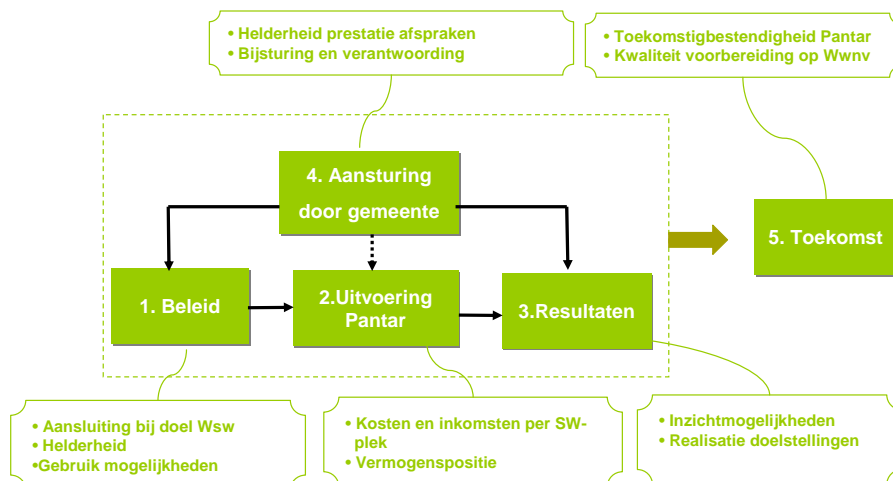 • Helderheid prestatie afspraken
• Bijsturing en verantwoording
• Toekomstigbestendigheid Pantar
• Kwaliteit voorbereiding op Wwnv
4. Aansturing
door gemeente
5. Toekomst
1. Beleid
2.Uitvoering
Pantar
3.Resultaten
• Aansluiting bij doel Wsw
• Helderheid
•Gebruik mogelijkheden
• Kosten en inkomsten per SW-
plek
• Vermogenspositie
• Inzichtmogelijkheden
• Realisatie doelstellingen